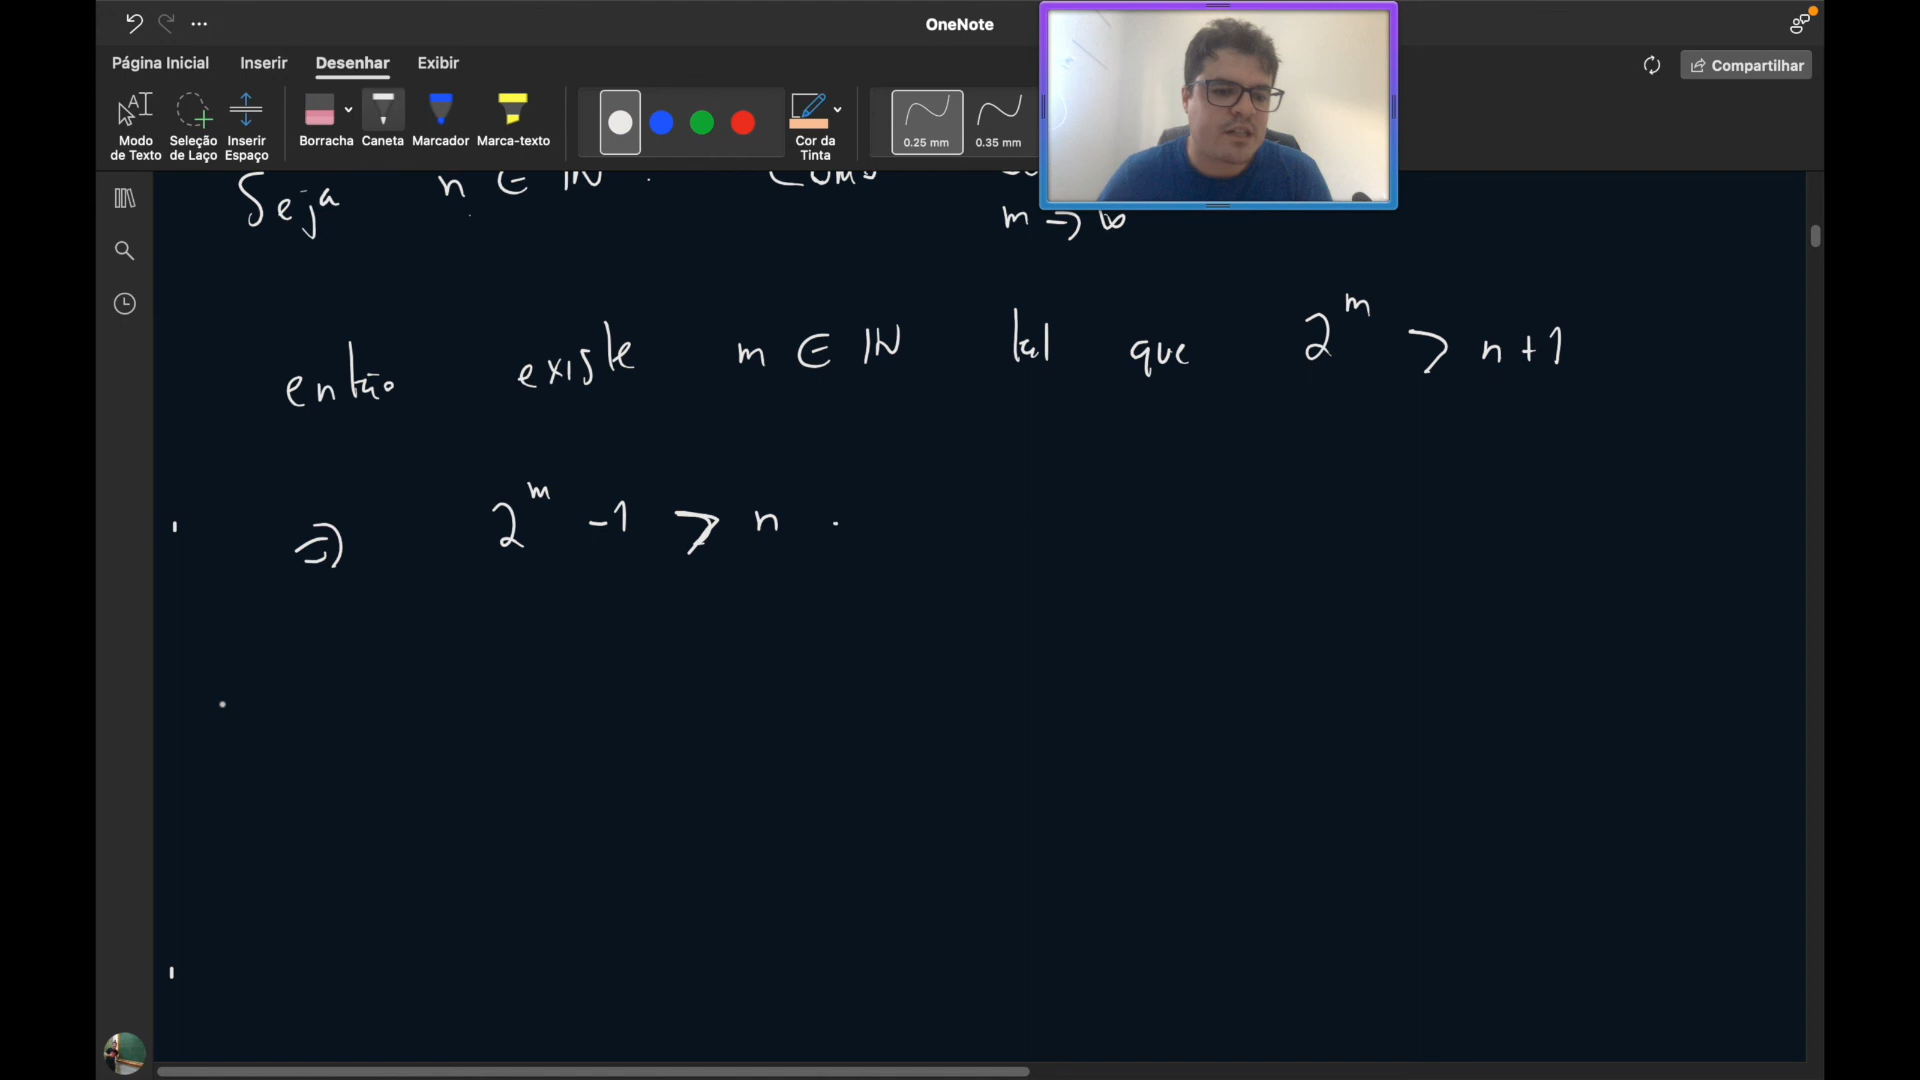 OneNote
Página Inicial Inserir Desenhar Exibir
Compartilhar
Modo de Texto
Seleção de Laço
Inserir Espaço
Borracha
Caneta
Marcador
Marca-texto
Cor da Tinta
0.25 mm
0.35 mm
Seja n ∈ ℕ. Como
m → ∞
então existe m ∈ ℕ tal que 2^m > n + 1
⇒ 2^m - 1 > n .